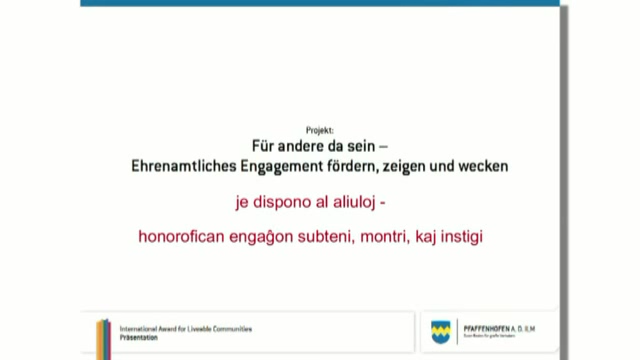 Projekt:
Für andere da sein –
Ehrenamtliches Engagement fördern, zeigen und wecken
je dispono al aliuloj -
honorofican engaĝon subteni, montri, kaj instigi
International Award for Liveable Communities
Präsentation
PFAFFENHOFEN A. D. ILM